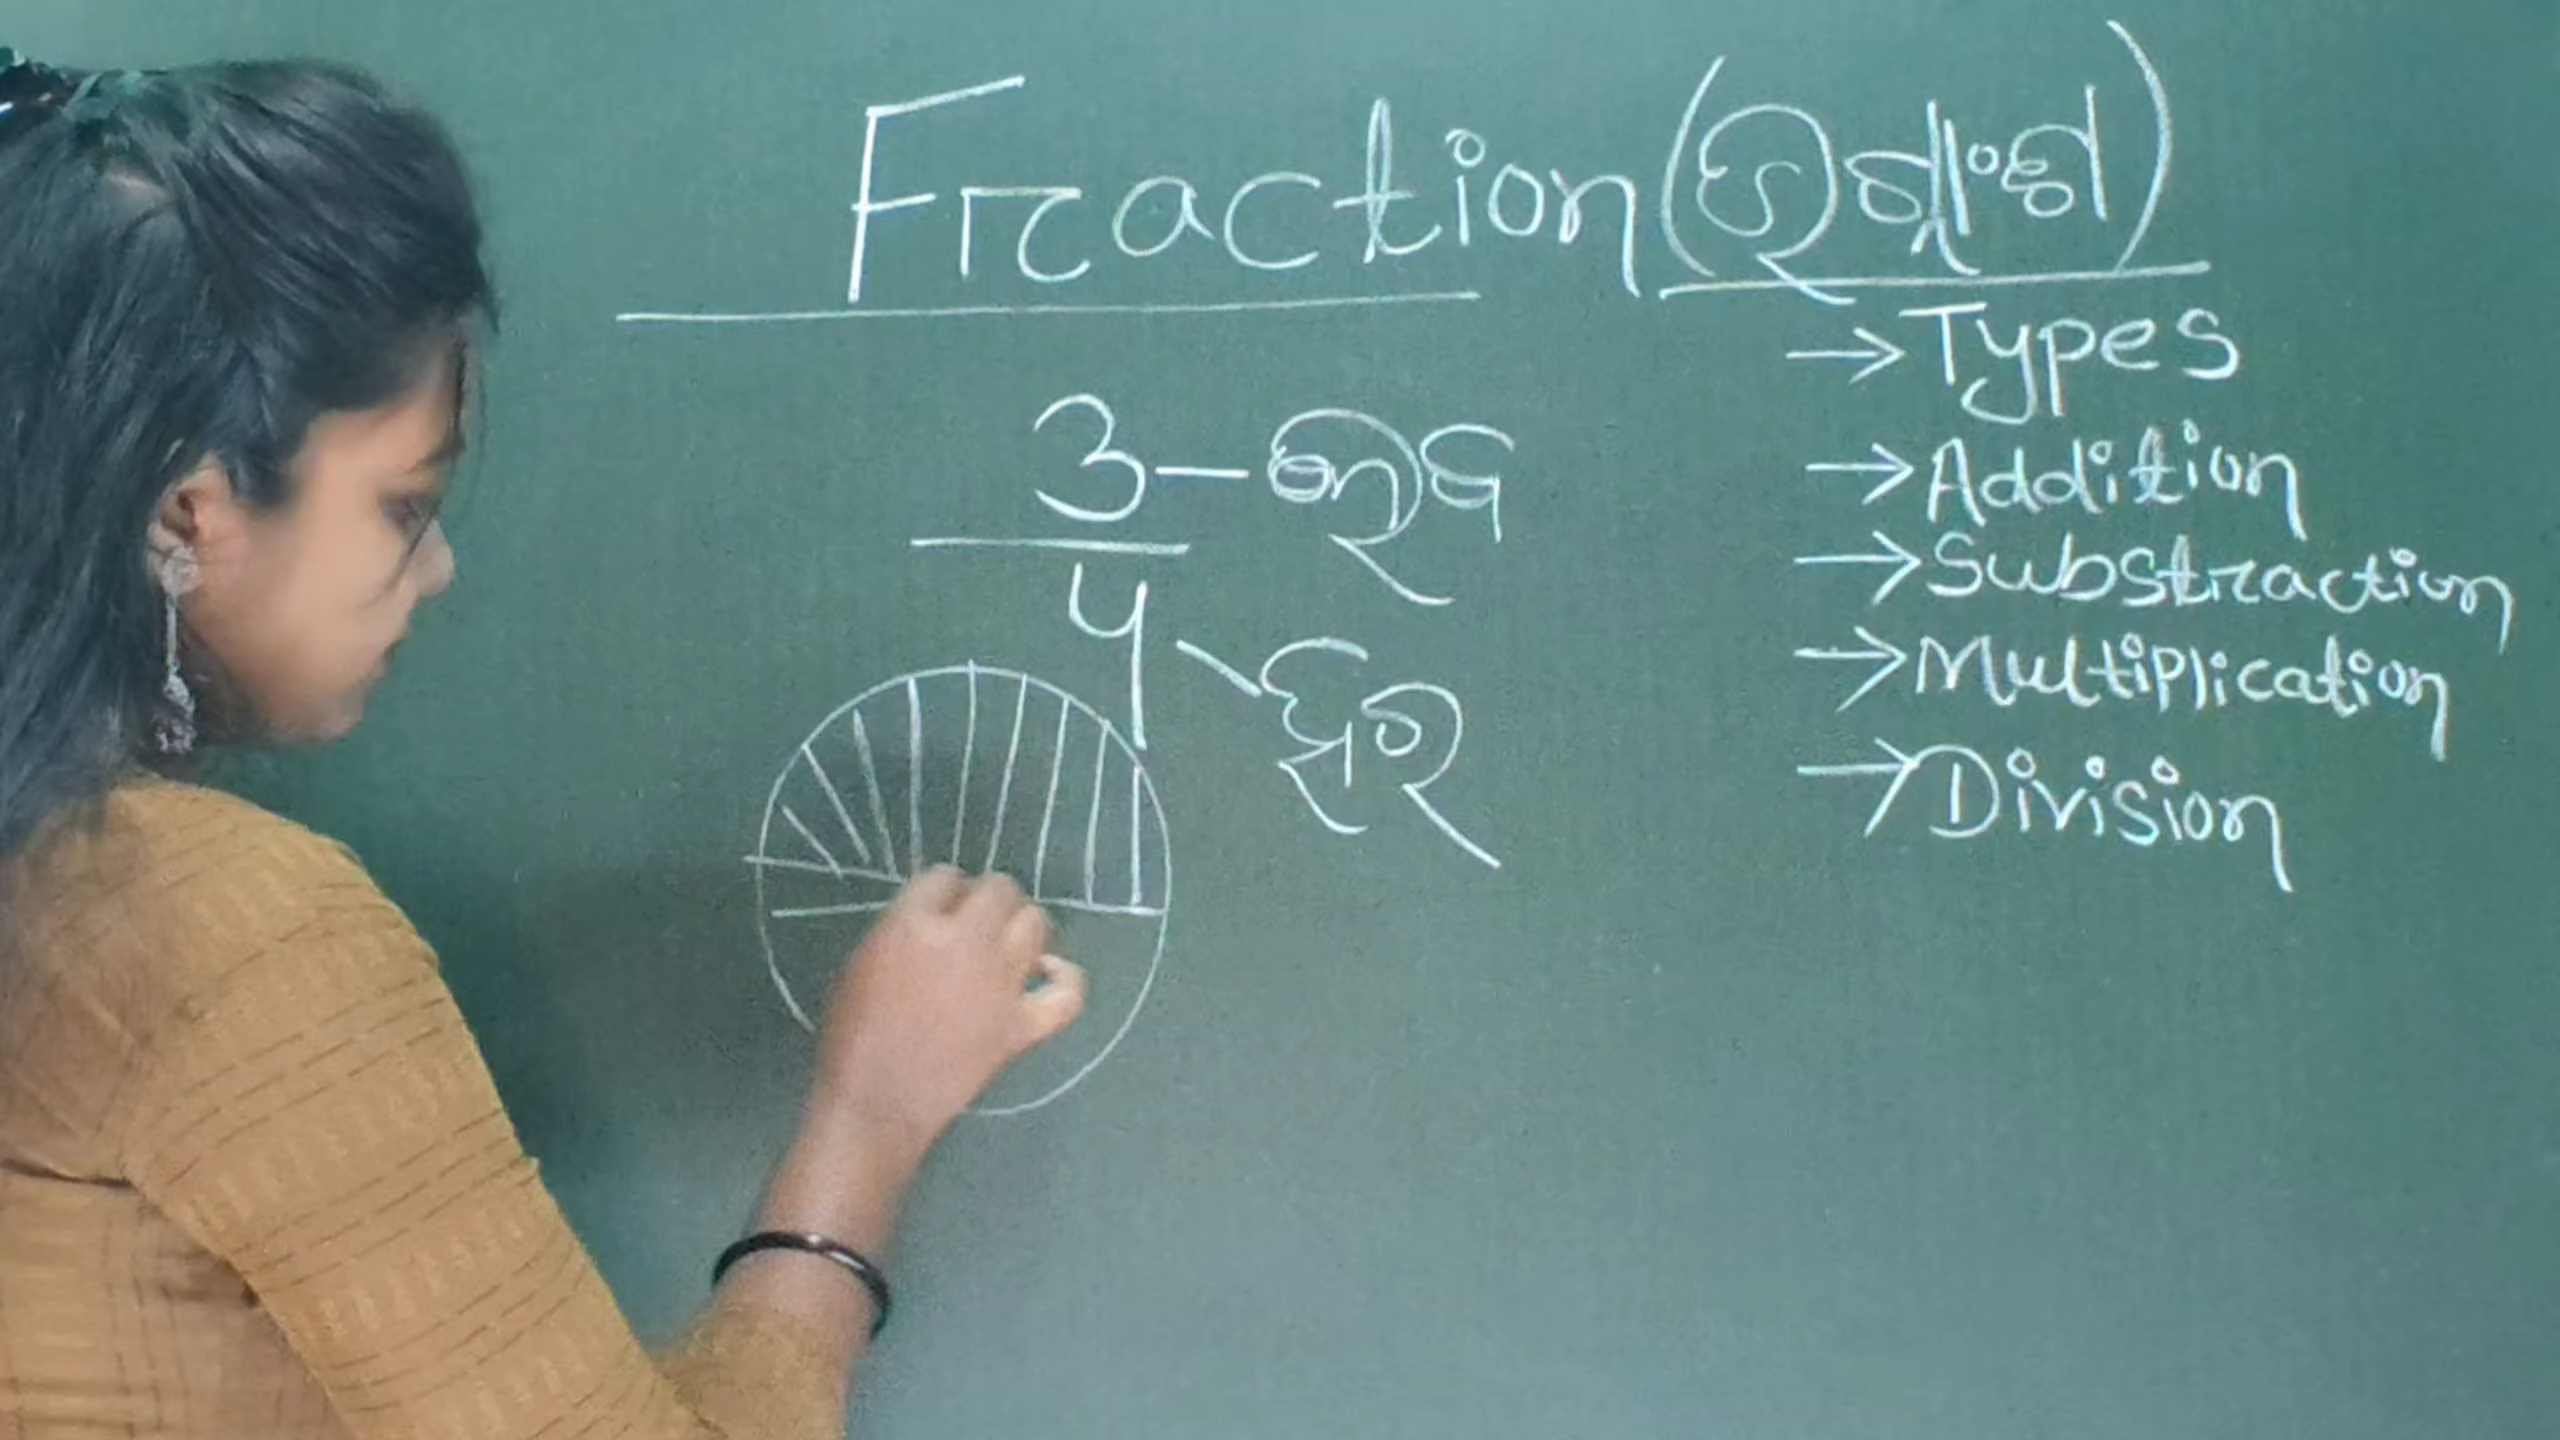 Fraction (ଭଗ୍ନାଂଶ)
3 — ଲବ
4 — ହର
→ Types
→ Addition
→ Substraction
→ Multiplication
→ Division